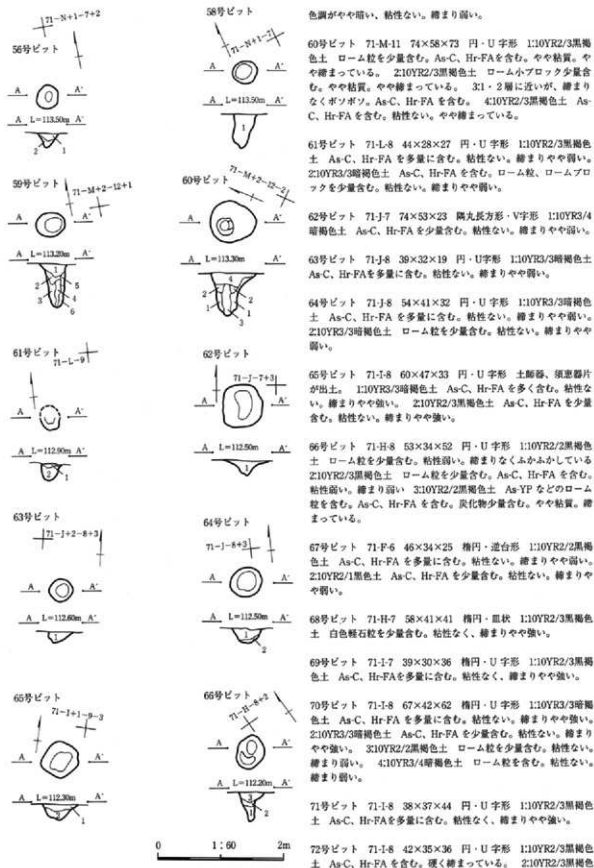 56号ピット
71-N+1-7+2
A A'
A L=113.50m A'
2 1
58号ピット
71-N+1-7
A A'
A L=113.50m A'
1
59号ピット
71-M+2-12+1
A A'
A L=113.20m A'
1
2 5
3 2
4 4
6
60号ピット
71-M+2-12-2
A A'
A L=113.30m A'
4
2 2
1 1
3
61号ピット
71-L-9
A A'
A L=112.90m A'
2 1
62号ピット
71-J-7+3
A A'
A L=112.50m A'
1
63号ピット
71-J+2-8+3
A A'
A L=112.60m A'
1
64号ピット
71-J-8+3
A A'
A L=112.50m A'
1
2
65号ピット
71-I+1-9-3
A A'
A L=112.30m A'
2
1
66号ピット
71-H-8+2
A A'
A L=112.20m A'
3
2 1
0 1:60 2m
色調がやや暗い、粘性ない。締まり弱い。
60号ピット 71-M-11 74×58×73 円・U字形 1:10YR2/3黒褐
色土 ローム粒を少量含む。As-C、Hr-FAを含む。やや粘質。や
や締まっている。 2:10YR2/3黒褐色土 ローム小ブロック少量含
む。やや粘質。やや締まっている。 3:1・2層に近いが、締まり
なくボソボソ。As-C、Hr-FA を含む。 4:10YR2/3黒褐色土 As-
C、Hr-FA を含む。粘性ない。やや締まっている。
61号ピット 71-L-8 44×28×27 円・U字形 1:10YR2/3黒褐色
土 As-C、Hr-FA を多量に含む。粘性ない。締まりやや弱い。
2:10YR3/3暗褐色土 As-C、Hr-FA を含む。ローム粒、ロームブロ
ックを少量含む。粘性ない。締まりやや弱い。
62号ピット 71-J-7 74×53×23 隅丸長方形・V字形 1:10YR3/4
暗褐色土 As-C、Hr-FA を少量含む。粘性ない。締まりやや弱い。
63号ピット 71-J-8 39×32×19 円・U字形 1:10YR3/3暗褐色土
As-C、Hr-FAを多量に含む。粘性ない。締まりやや弱い。
64号ピット 71-J-8 54×41×32 円・U字形 1:10YR3/3暗褐色
土 As-C、Hr-FA を多量に含む。粘性ない。締まりやや弱い。
2:10YR3/3暗褐色土 ローム粒を少量含む。粘性ない。締まりやや
弱い。
65号ピット 71-I-8 60×47×33 円・U字形 土師器、須恵器片
が出土。 1:10YR3/3暗褐色土 As-C、Hr-FA を多く含む。粘性な
い。締まりやや強い。 2:10YR2/3黒褐色土 As-C、Hr-FA を少量
含む。粘性ない。締まりやや強い。
66号ピット 71-H-8 53×34×52 円・U字形 1:10YR2/2黒褐色
土 ローム粒を少量含む。粘性弱い。締まりなくふかふかしている
2:10YR2/3黒褐色土 ローム粒を少量含む。As-C、Hr-FA を含む。
粘性弱い。締まり弱い 3:10YR2/2黒褐色土 As-YP などのローム
粒を含む。As-C、Hr-FA を含む。炭化物少量含む。やや粘質。締
まっている。
67号ピット 71-F-6 46×34×25 楕円・逆台形 1:10YR2/2黒褐
色土 As-C、Hr-FA を多量に含む。粘性ない。締まりやや弱い。
2:10YR2/1黒色土 As-C、Hr-FA を少量含む。粘性ない。締まりや
や弱い。
68号ピット 71-H-7 58×41×41 楕円・皿状 1:10YR2/3黒褐色
土 白色軽石粒を少量含む。粘性なく、締まりやや強い。
69号ピット 71-I-7 39×30×36 円・U字形 1:10YR2/3黒褐
色土 As-C、Hr-FAを多量に含む。粘性なく、締まりやや強い。
70号ピット 71-I-8 67×42×62 楕円・U字形 1:10YR3/3暗褐
色土 As-C、Hr-FA を多量に含む。粘性ない。締まりやや強い。
2:10YR3/3暗褐色土 As-C、Hr-FA を多量に含む。粘性ない。締まり
やや強い。 3:10YR2/2黒褐色土 ローム粒を少量含む。粘性ない。
締まり弱い。 4:10YR3/4暗褐色土 ローム粒を含む。粘性ない。
締まり弱い。
71号ピット 71-I-8 38×37×44 円・U字形 1:10YR2/3黒褐色
土 As-C、Hr-FAを多量に含む。粘性なく、締まりやや強い。
72号ピット 71-I-8 42×35×36 円・U字形 1:10YR2/3黒褐色
土 As-C、Hr-FA を含む。硬く締まっている。 2:10YR2/3黒褐色